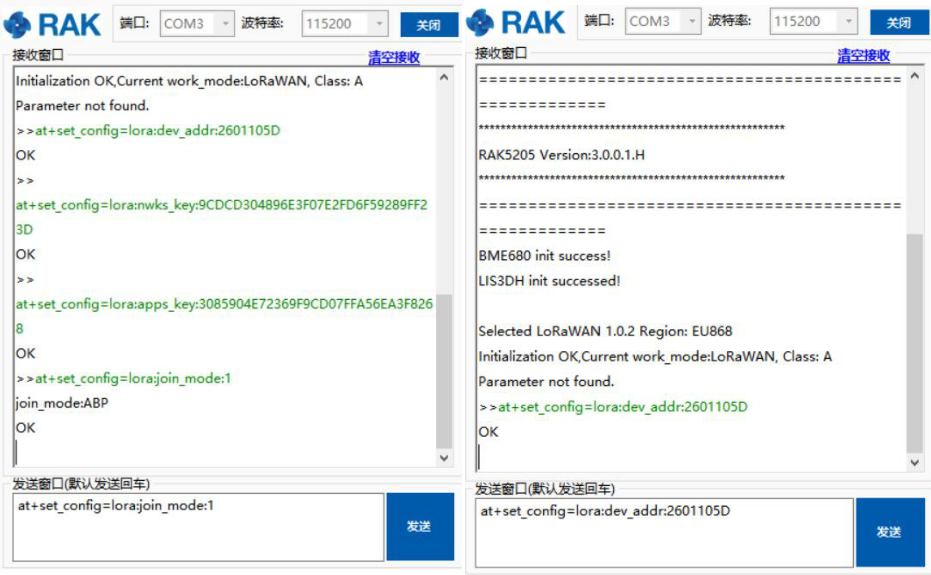 RAK 端口: COM3 波特率: 115200 关闭
接收窗口 清空接收
Initialization OK,Current work_mode:LoRaWAN, Class: A
Parameter not found.
>>at+set_config=lora:dev_addr:2601105D
OK
>>
at+set_config=lora:nwks_key:9CDCD304896E3F07E2FD6F59289FF2
3D
OK
>>
at+set_config=lora:apps_key:3085904E72369F9CD07FFA56EA3F826
8
OK
>>at+set_config=lora:join_mode:1
join_mode:ABP
OK
发送窗口(默认发送回车)
at+set_config=lora:join_mode:1
发送
RAK 端口: COM3 波特率: 115200 关闭
接收窗口 清空接收
===========================================
=============
********************************************************
RAK5205 Version:3.0.0.1.H
********************************************************
===========================================
=============
BME680 init success!
LIS3DH init successed!
Selected LoRaWAN 1.0.2 Region: EU868
Initialization OK,Current work_mode:LoRaWAN, Class: A
Parameter not found.
>>at+set_config=lora:dev_addr:2601105D
OK
发送窗口(默认发送回车)
at+set_config=lora:dev_addr:2601105D
发送